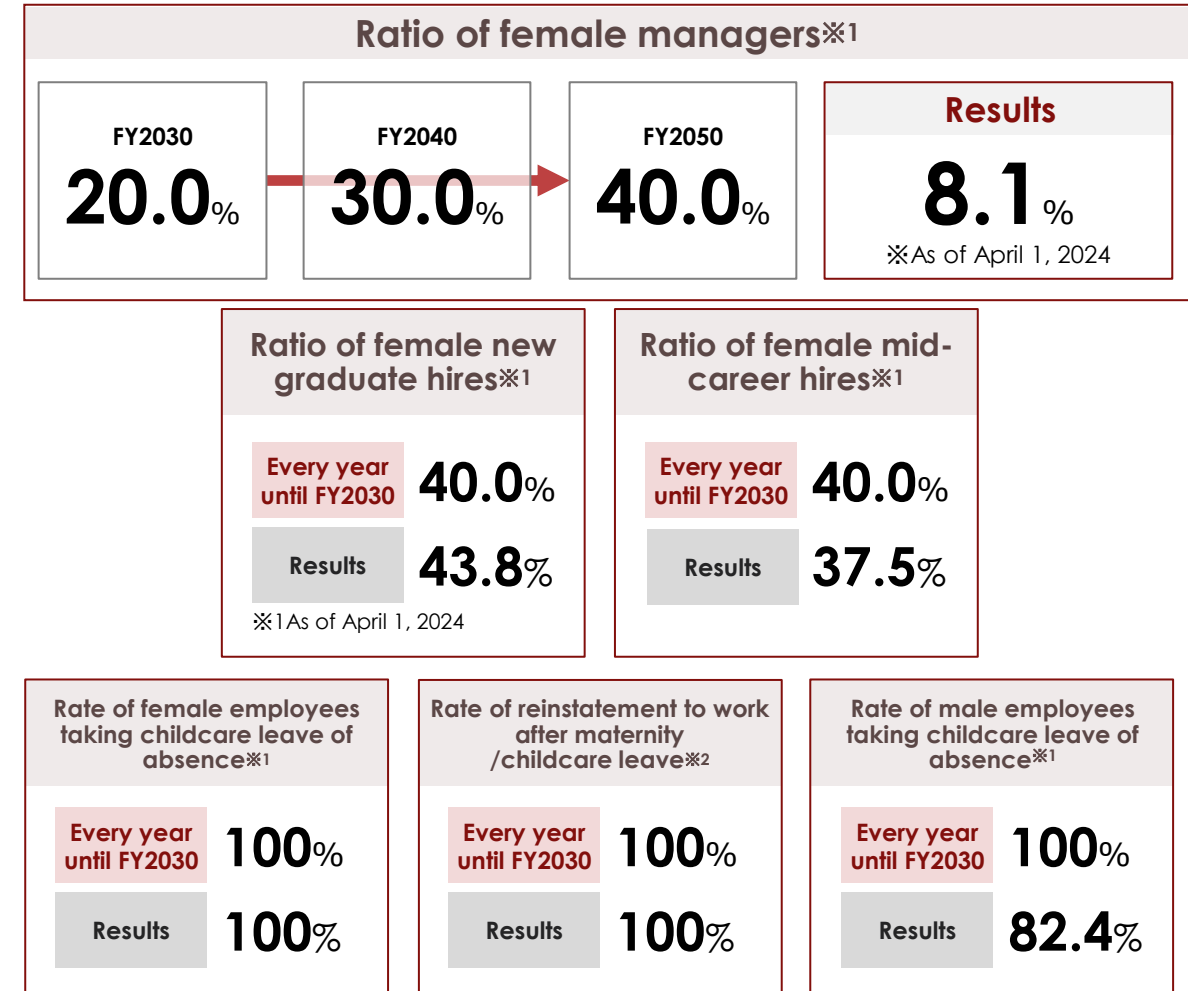 Ratio of female managers※1
FY2030
20.0%
FY2040
30.0%
FY2050
40.0%
Results
8.1%
※As of April 1, 2024
Ratio of female new
graduate hires※1
Every year
until FY2030
40.0%
Results
43.8%
※1As of April 1, 2024
Ratio of female mid-
career hires※1
Every year
until FY2030
40.0%
Results
37.5%
Rate of female employees
taking childcare leave of
absence※1
Every year
until FY2030
100%
Results
100%
Rate of reinstatement to work
after maternity
/childcare leave※2
Every year
until FY2030
100%
Results
100%
Rate of male employees
taking childcare leave of
absence※1
Every year
until FY2030
100%
Results
82.4%